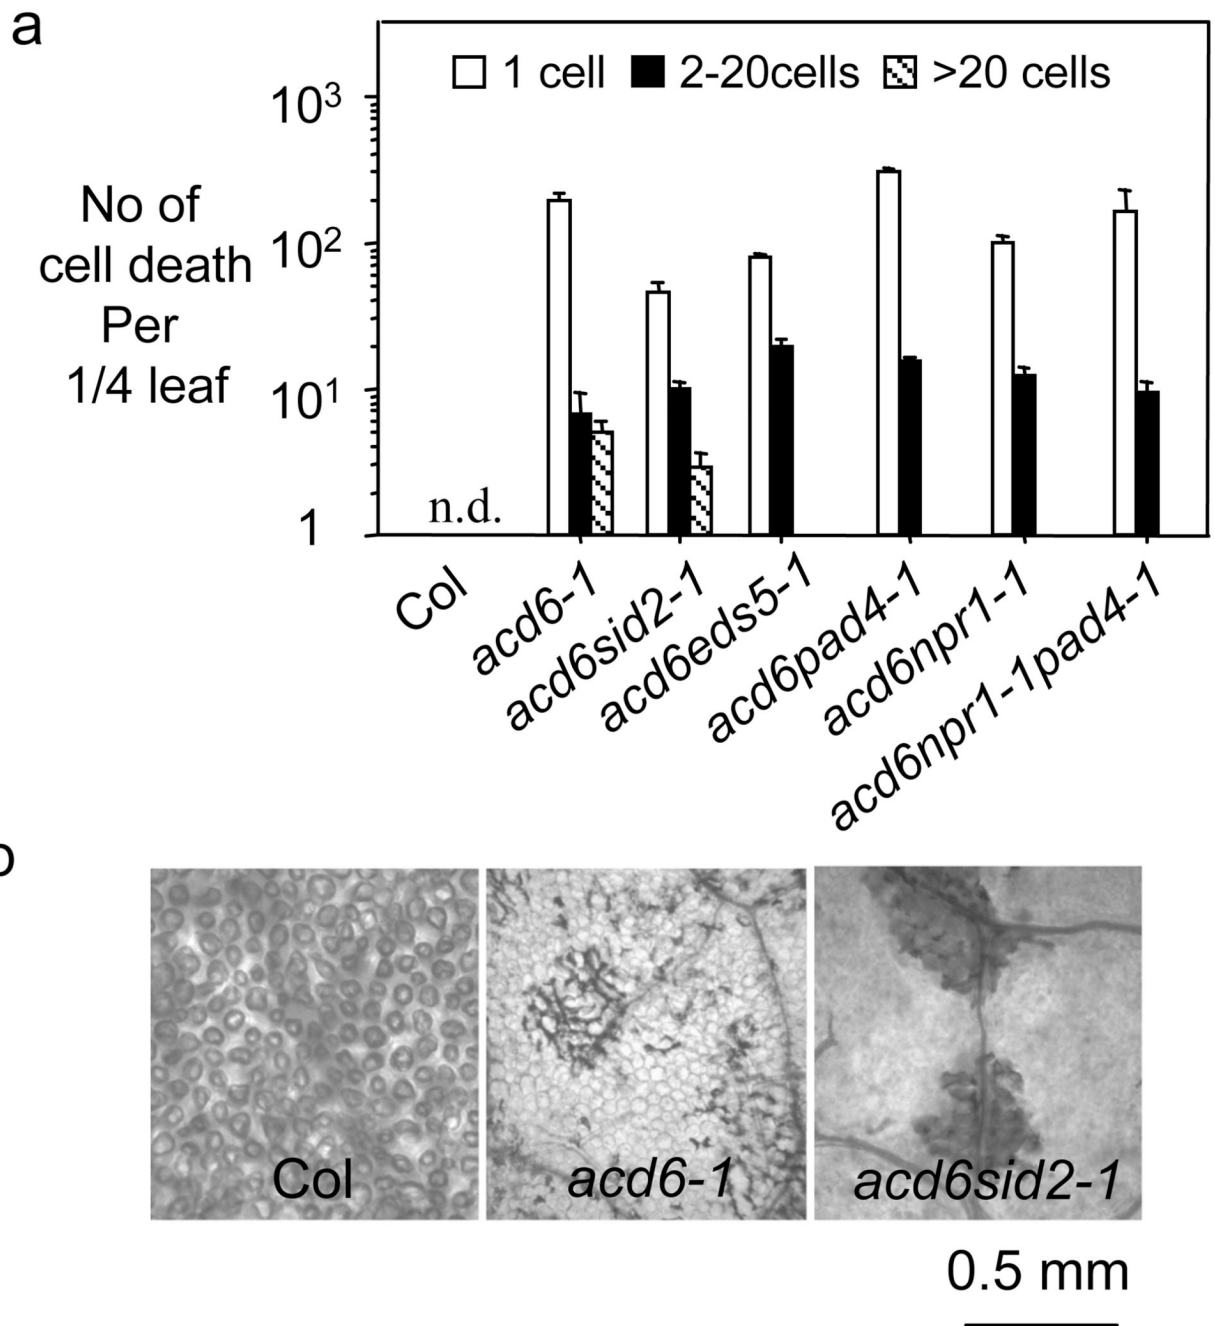 a
1 cell 2-20cells >20 cells
10³
No of
cell death
Per
1/4 leaf
10²
10¹
1
n.d.
Col
acd6-1
acd6sid2-1
acd6eds5-1
acd6pad4-1
acd6npr1-1
acd6npr1-1pad4-1
Col
acd6-1
acd6sid2-1
0.5 mm